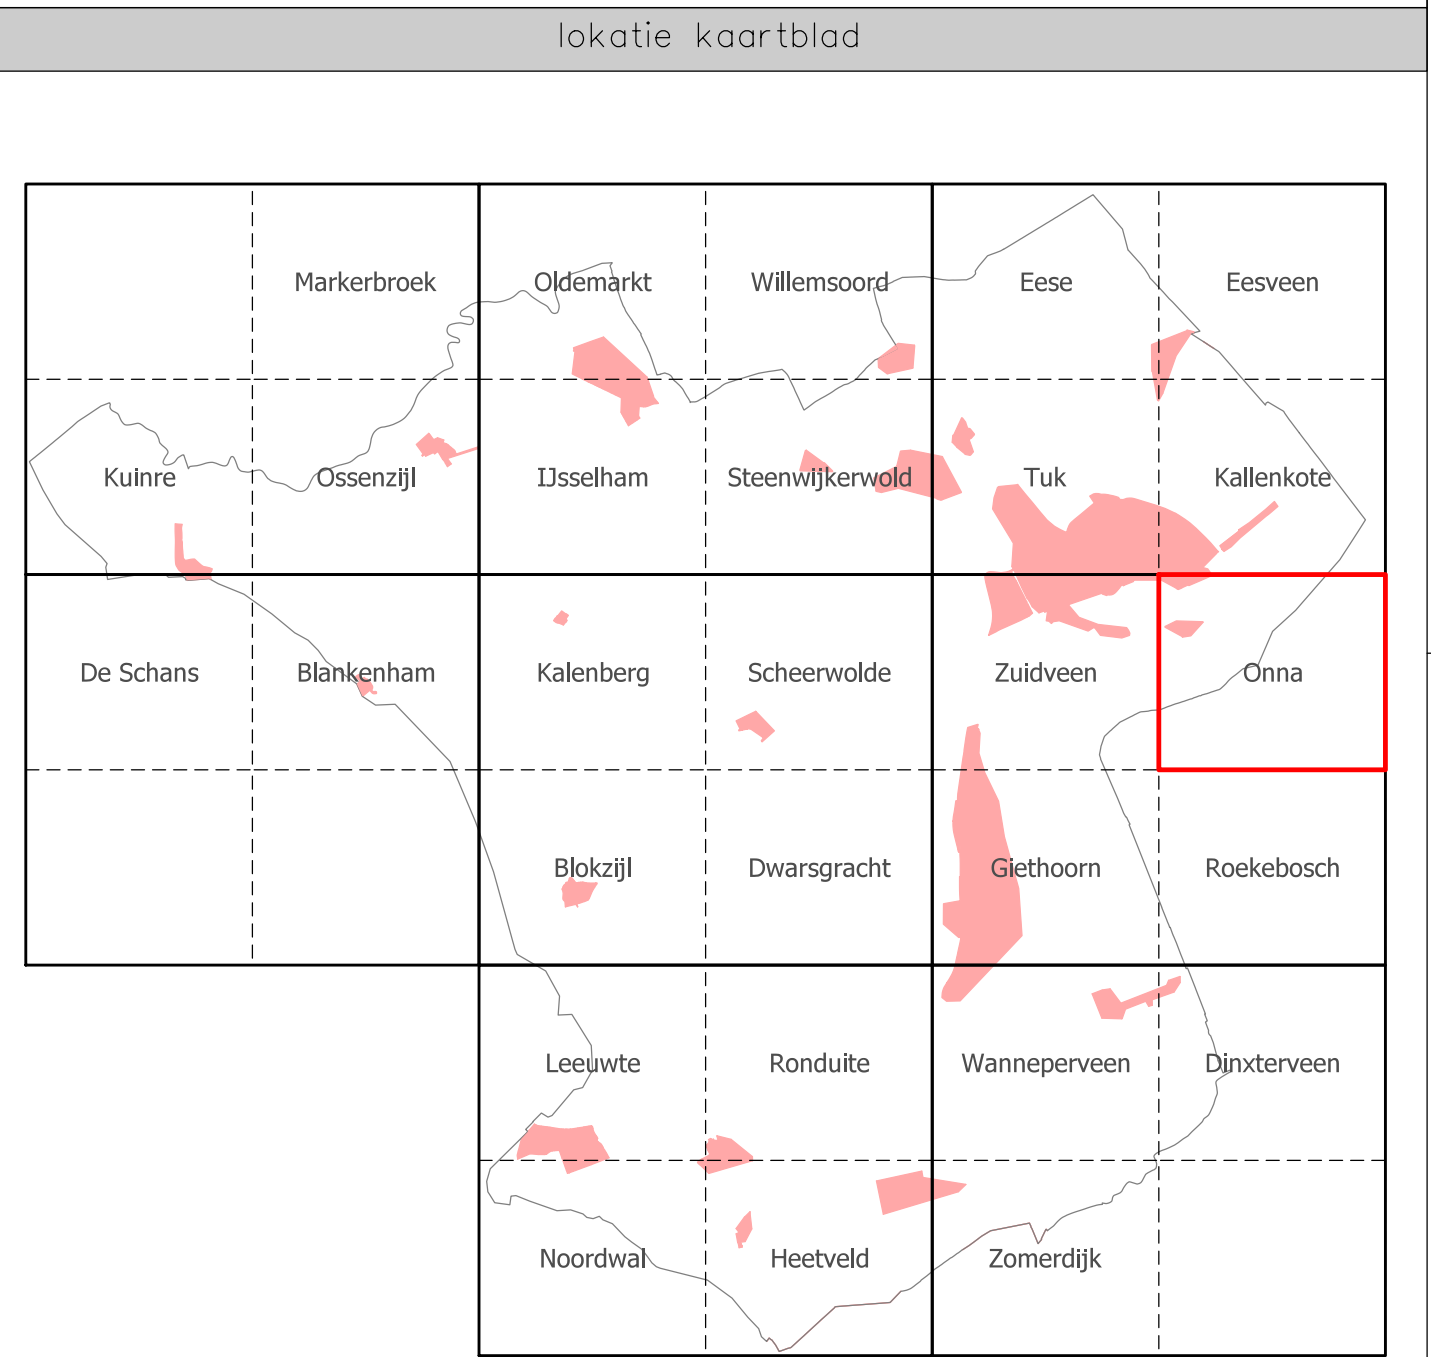 lokatie kaartblad
Markerbroek
Oldemarkt
Willemsoord
Eese
Eesveen
Kuinre
Ossenzijl
IJsselham
Steenwijkerwold
Tuk
Kallenkote
De Schans
Blankenham
Kalenberg
Scheerwolde
Zuidveen
Onna
Blokzijl
Dwarsgracht
Giethoorn
Roekebosch
Leeuwte
Ronduite
Wanneperveen
Dinxterveen
Noordwal
Heetveld
Zomerdijk